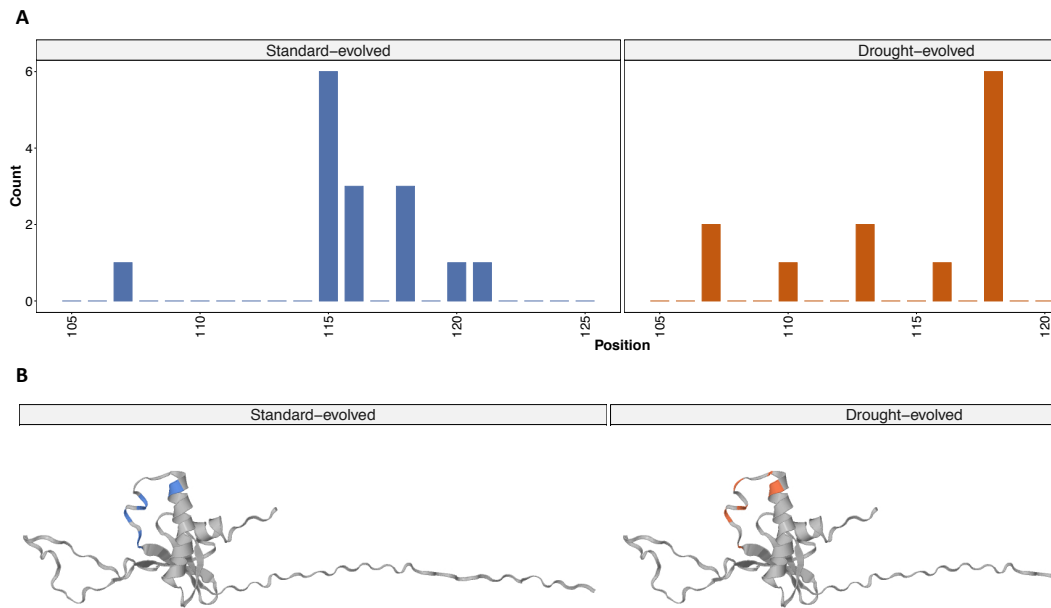 A
Standard−evolved
Drought−evolved
6
4
2
0
Count
105
110
115
120
125
105
110
115
120
Position
B
Standard−evolved
Drought−evolved